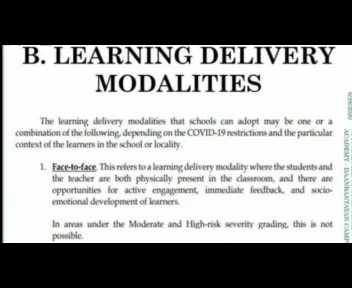 B. LEARNING DELIVERY
MODALITIES
The learning delivery modalities that schools can adopt may be one or a
combination of the following, depending on the COVID-19 restrictions and the particular
context of the learners in the school or locality.
1. Face-to-face. This refers to a learning delivery modality where the students and
the teacher are both physically present in the classroom, and there are
opportunities for active engagement, immediate feedback, and socio-
emotional development of learners.
In areas under the Moderate and High-risk severity grading, this is not
possible.